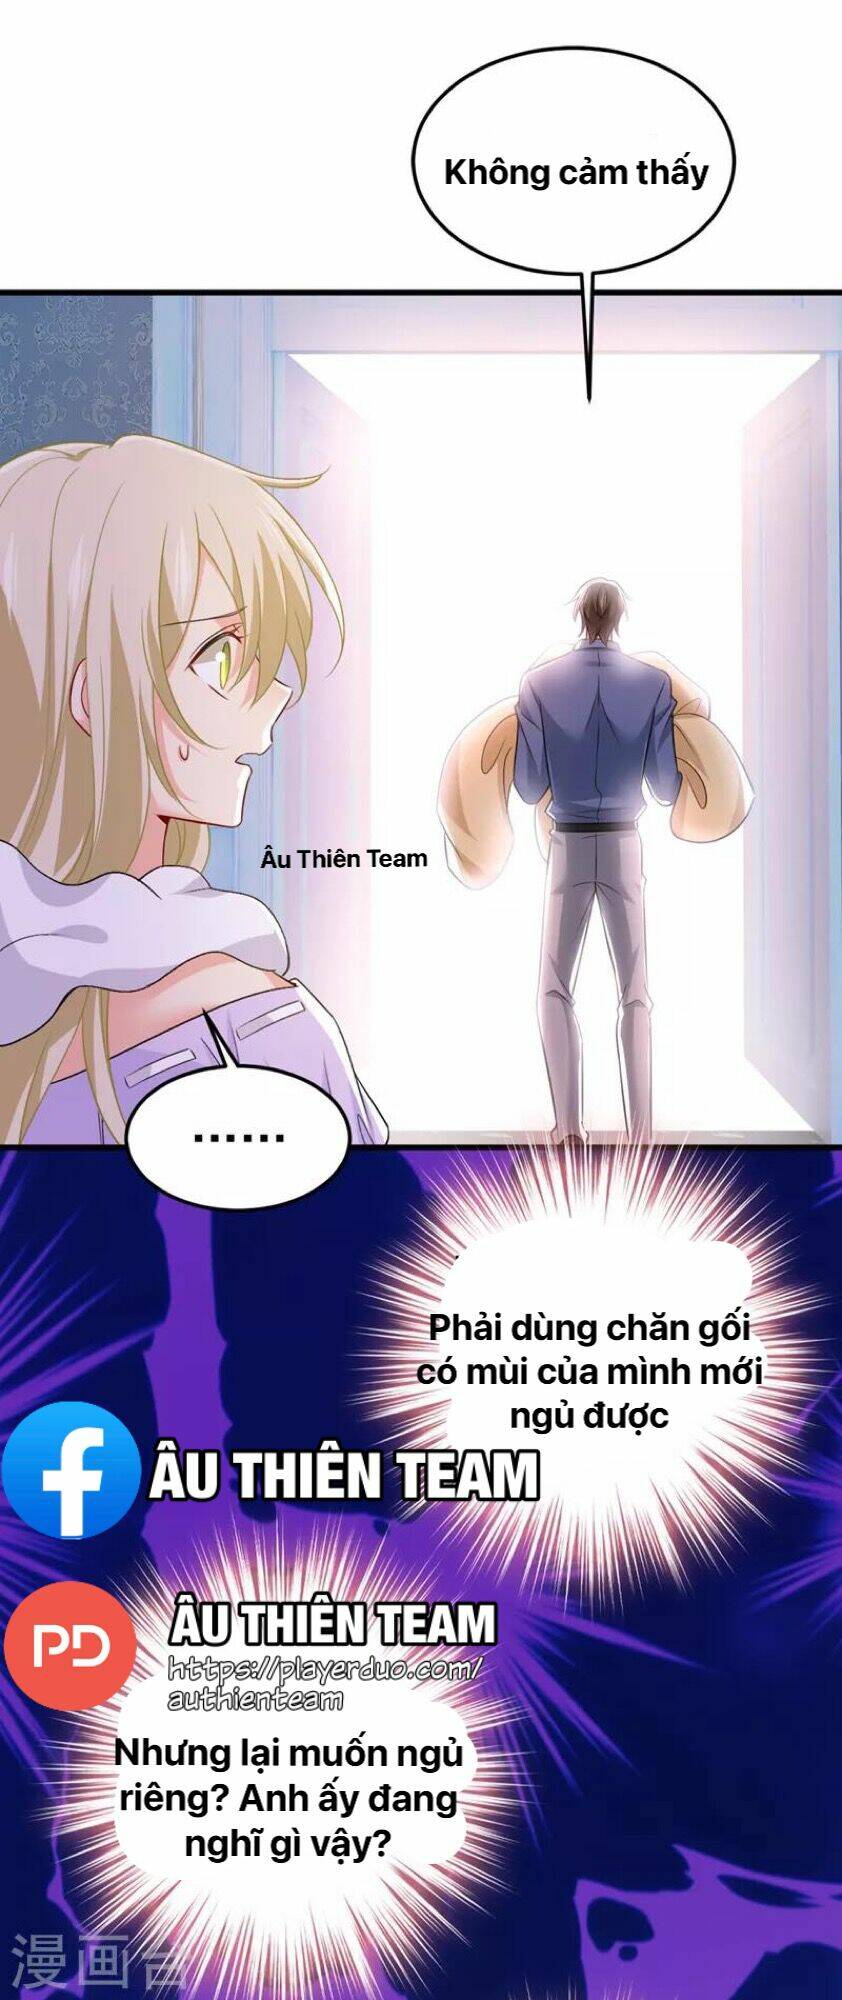 Không cảm thấy
Âu Thiên Team
......
Phải dùng chăn gối
có mùi của mình mới
ngủ được
f ÂU THIÊN TEAM
PD ÂU THIÊN TEAM
https://playerduo.com/
authienteam
Nhưng lại muốn ngủ
riêng? Anh ấy đang
nghĩ gì vậy?
漫画台